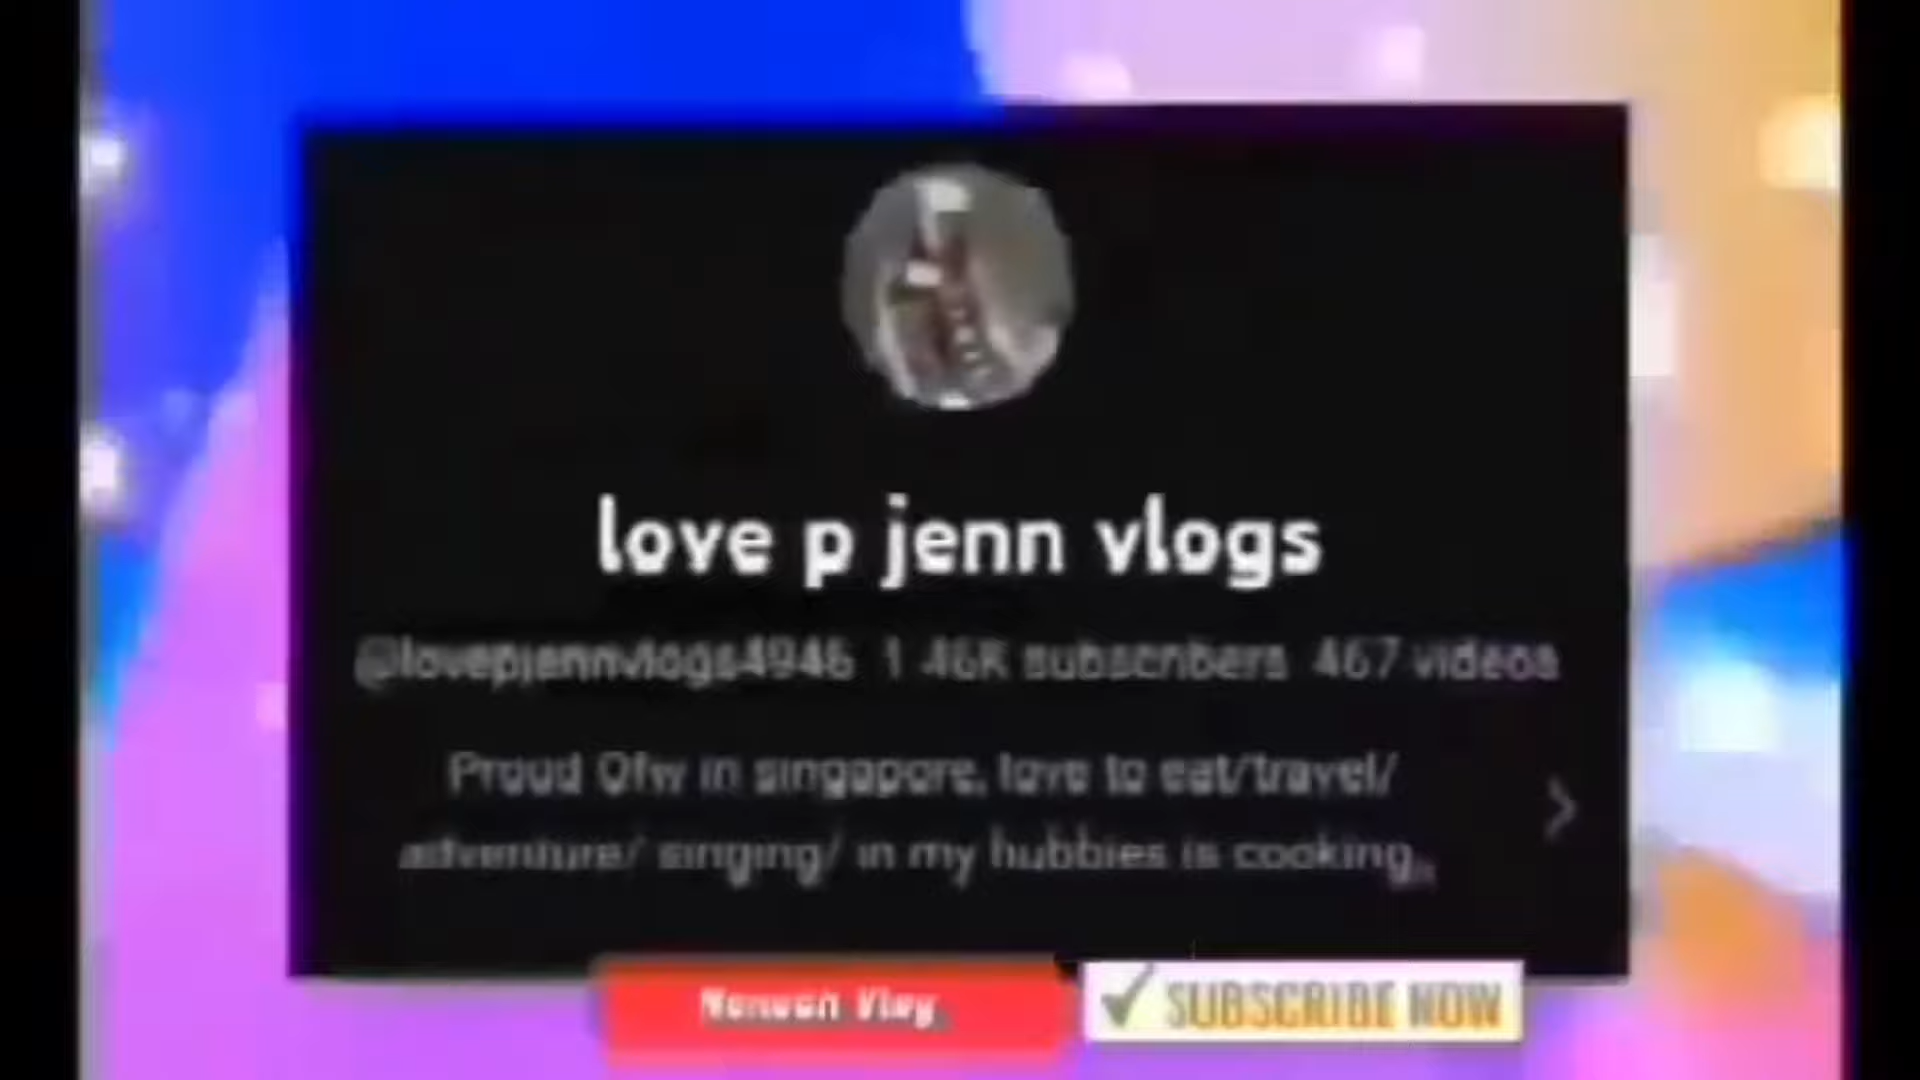 love p jenn vlogs
@lovepjennvlogs4946 1.46K subscribers 467 videos
Proud Ofw in singapore, love to eat/travel/
adventure/ singing/ in my hubbies is cooking,,
Vlog
SUBSCRIBE NOW